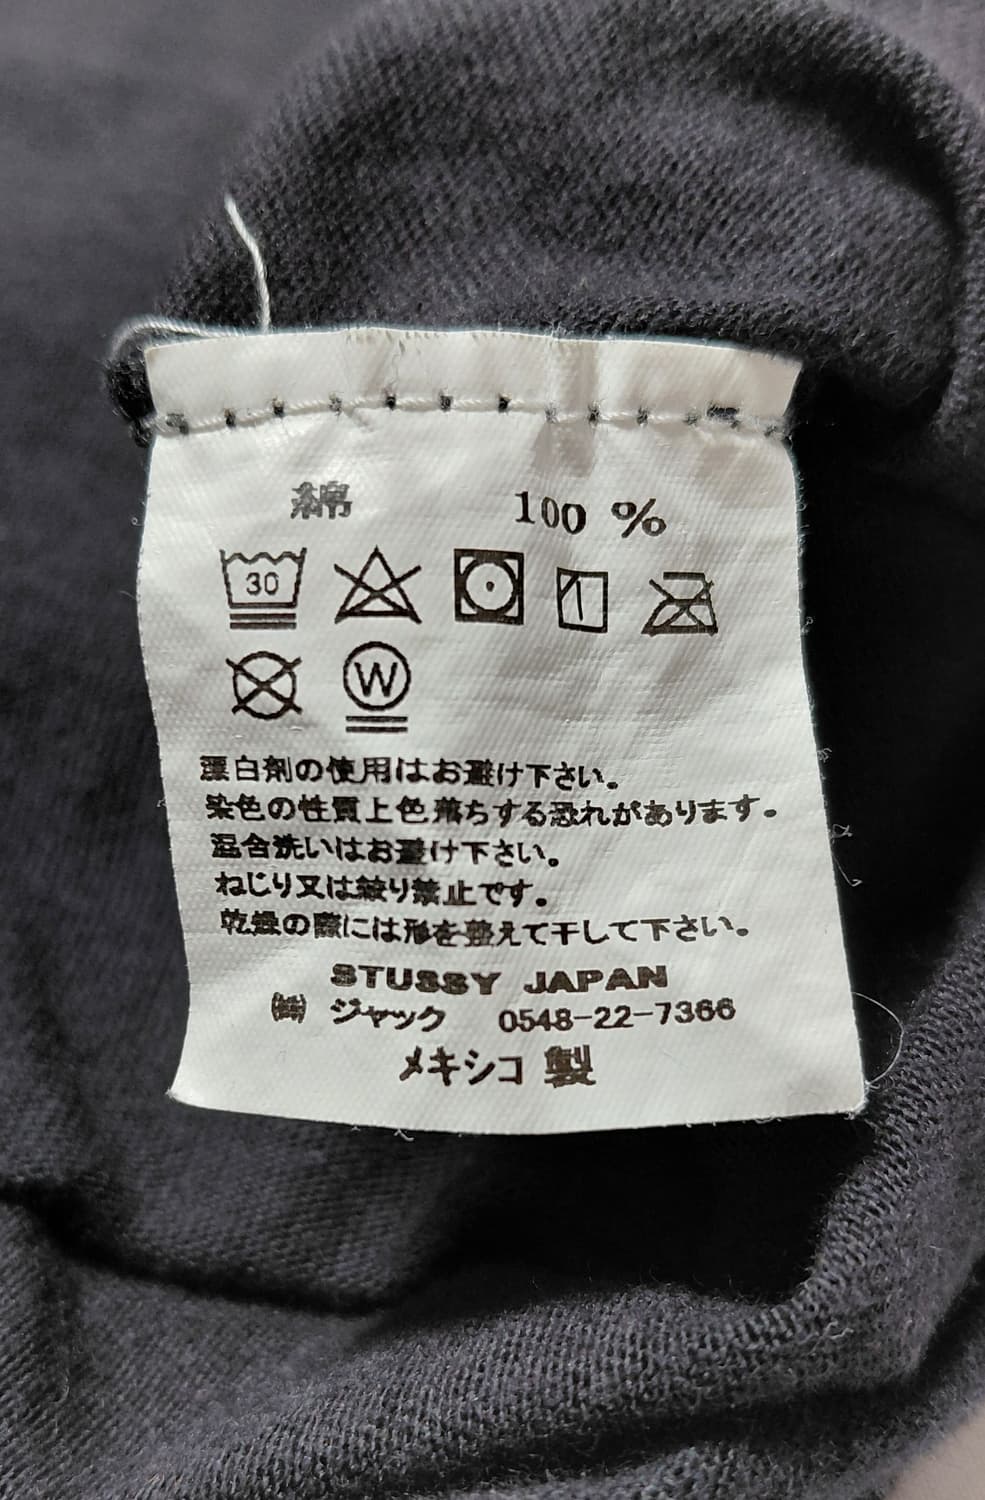 綿 100 %
30
W
漂白剤の使用はお避け下さい。
染色の性質上色落ちする恐れがあります。
混合洗いはお避け下さい。
ねじり又は絞り禁止です。
乾燥の際には形を整えて干して下さい。
STUSSY JAPAN
㈱ ジャック 0548-22-7366
メキシコ 製